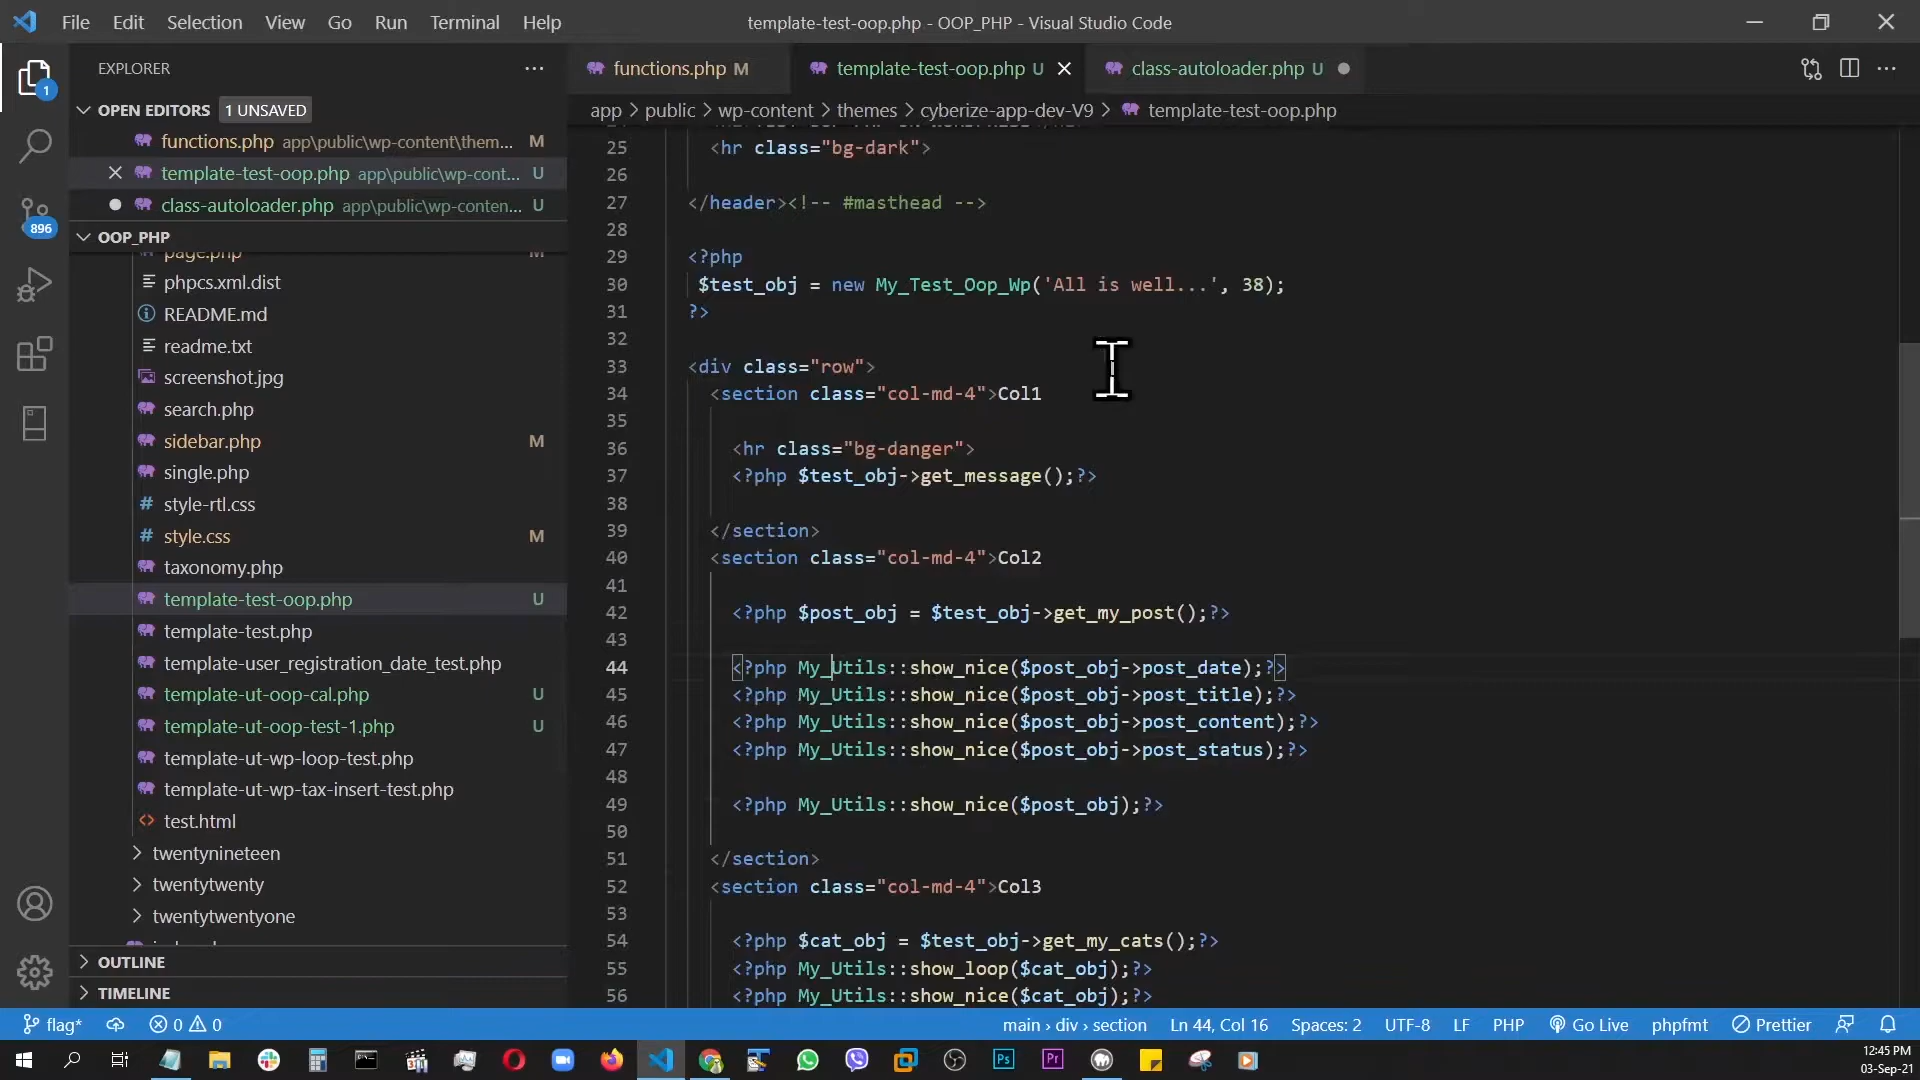 File Edit Selection View Go Run Terminal Help
template-test-oop.php - OOP_PHP - Visual Studio Code
EXPLORER
functions.php M
template-test-oop.php U
class-autoloader.php U
1
OPEN EDITORS 1 UNSAVED
app > public > wp-content > themes > cyberize-app-dev-V9 > template-test-oop.php
functions.php app\public\wp-content\them... M
template-test-oop.php app\public\wp-cont... U
class-autoloader.php app\public\wp-conten... U
896
OOP_PHP
page.php
phpcs.xml.dist
README.md
readme.txt
screenshot.jpg
search.php
sidebar.php M
single.php
style-rtl.css
style.css M
taxonomy.php
template-test-oop.php U
template-test.php
template-user_registration_date_test.php
template-ut-oop-cal.php U
template-ut-oop-test-1.php U
template-ut-wp-loop-test.php
template-ut-wp-tax-insert-test.php
test.html
twentynineteen
twentytwenty
twentytwentyone
OUTLINE
TIMELINE
25 <hr class="bg-dark">
26
27 </header><!-- #masthead -->
28
29 <?php
30 $test_obj = new My_Test_Oop_Wp('All is well...', 38);
31 ?>
32
33 <div class="row">
34 <section class="col-md-4">Col1
35
36 <hr class="bg-danger">
37 <?php $test_obj->get_message();?>
38
39 </section>
40 <section class="col-md-4">Col2
41
42 <?php $post_obj = $test_obj->get_my_post();?>
43
44 <?php My_Utils::show_nice($post_obj->post_date);?>
45 <?php My_Utils::show_nice($post_obj->post_title);?>
46 <?php My_Utils::show_nice($post_obj->post_content);?>
47 <?php My_Utils::show_nice($post_obj->post_status);?>
48
49 <?php My_Utils::show_nice($post_obj);?>
50
51 </section>
52 <section class="col-md-4">Col3
53
54 <?php $cat_obj = $test_obj->get_my_cats();?>
55 <?php My_Utils::show_loop($cat_obj);?>
56 <?php My_Utils::show_nice($cat_obj);?>
flag* 0 0 main > div > section Ln 44, Col 16 Spaces: 2 UTF-8 LF PHP Go Live phpfmt Prettier
Ps Pr
12:45 PM
03-Sep-21